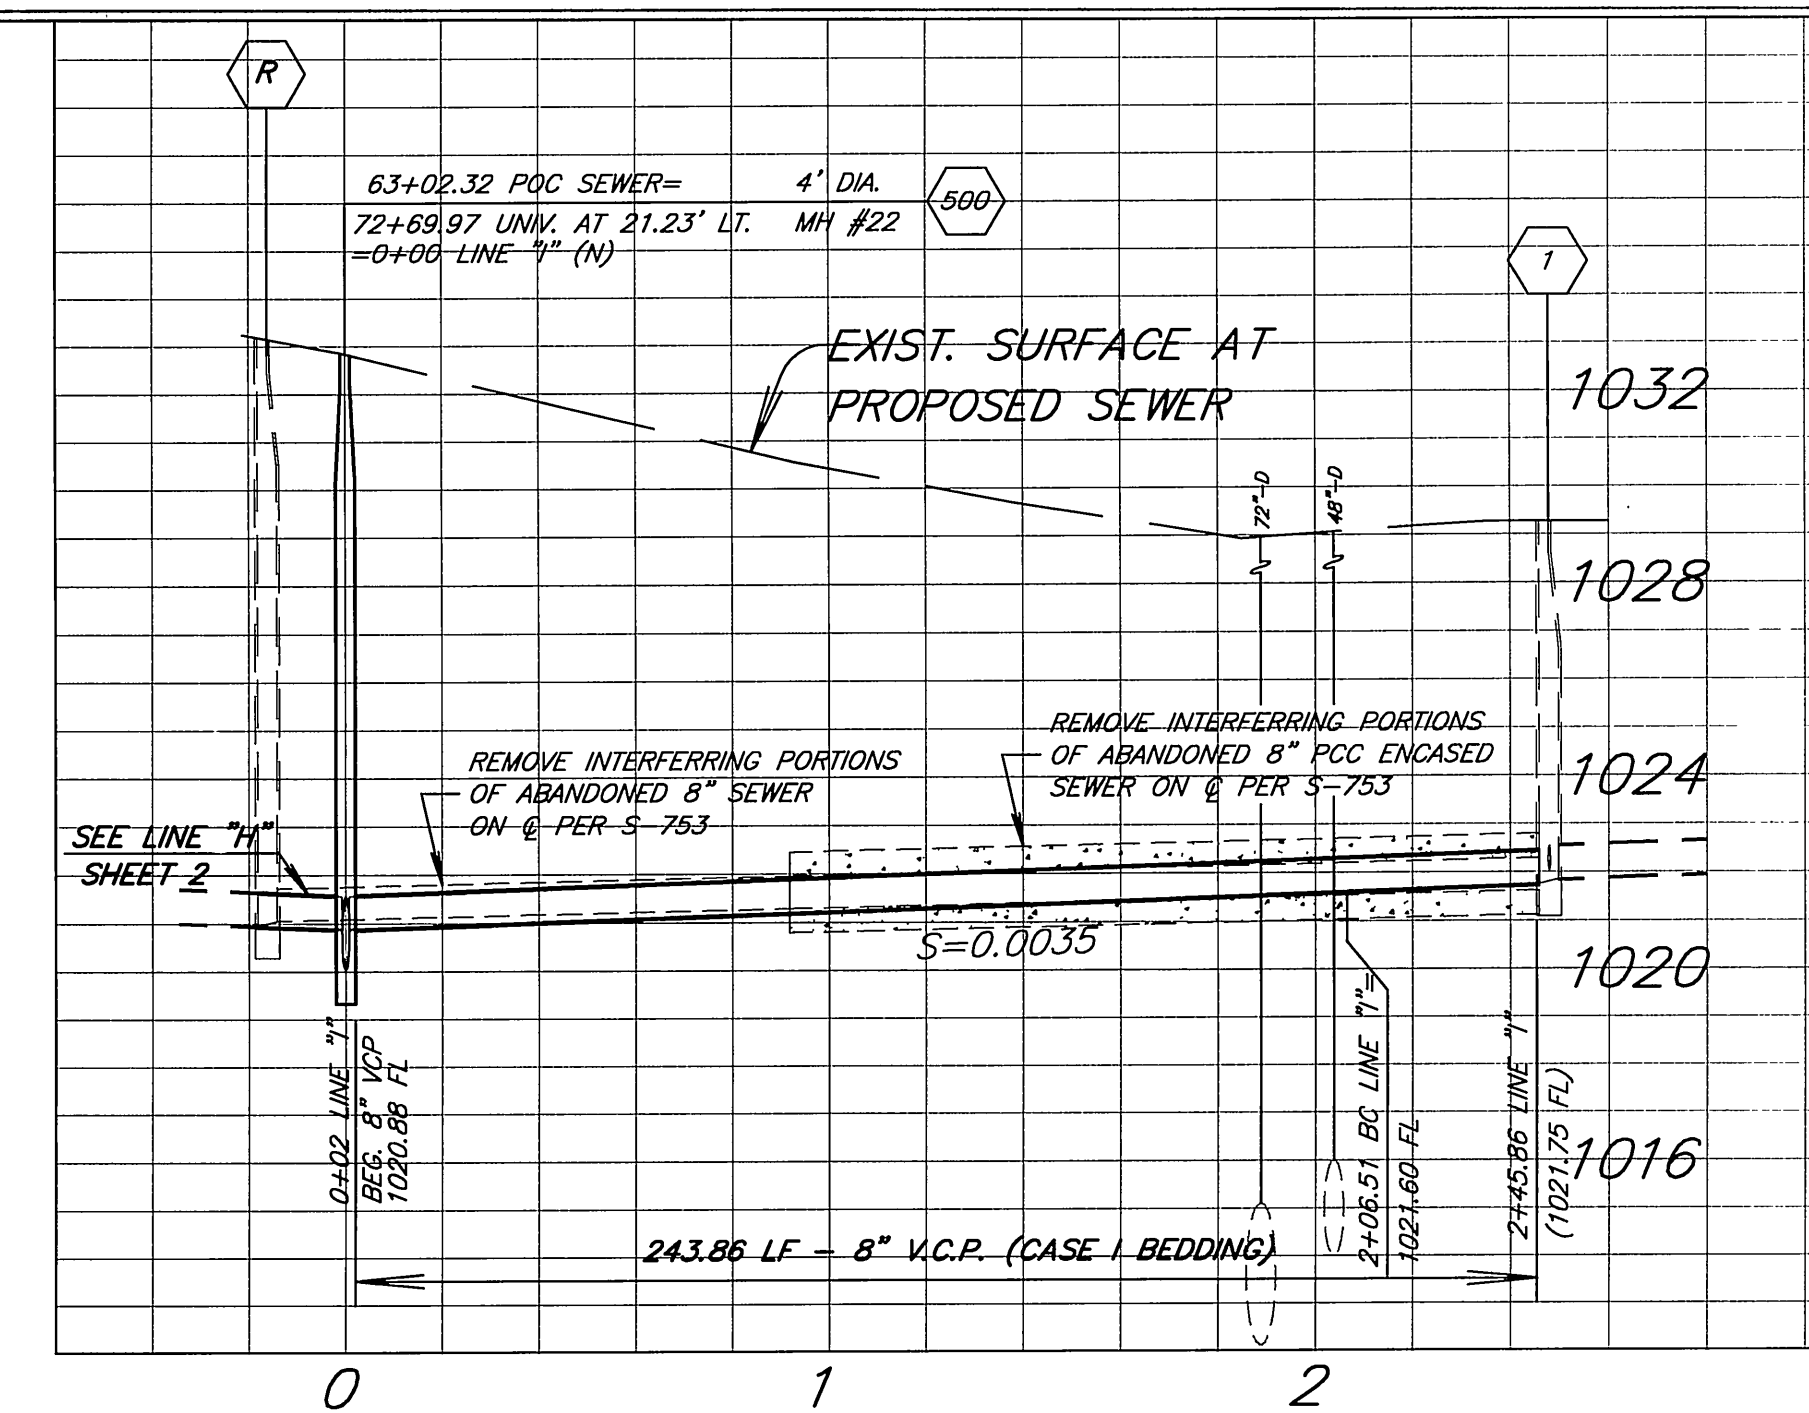 R
63+02.32 POC SEWER=
4' DIA.
500
72+69.97 UNIV. AT 21.23' LT.
MH #22
=0+00 LINE "I" (N)
1
EXIST. SURFACE AT
PROPOSED SEWER
1032
72"-D
48"-D
1028
REMOVE INTERFERRING PORTIONS
OF ABANDONED 8" PCC ENCASED
SEWER ON ℄ PER S-753
REMOVE INTERFERRING PORTIONS
OF ABANDONED 8" SEWER
ON ℄ PER S-753
1024
SEE LINE "H"
SHEET 2
S=0.0035
1020
0+02 LINE "I"
BEG. 8" VCP
1020.88 FL
2+06.51 BC LINE "I"=
1021.60 FL
2+45.86 LINE "I"
(1021.75 FL)
1016
243.86 LF - 8" V.C.P. (CASE I BEDDING)
0
1
2